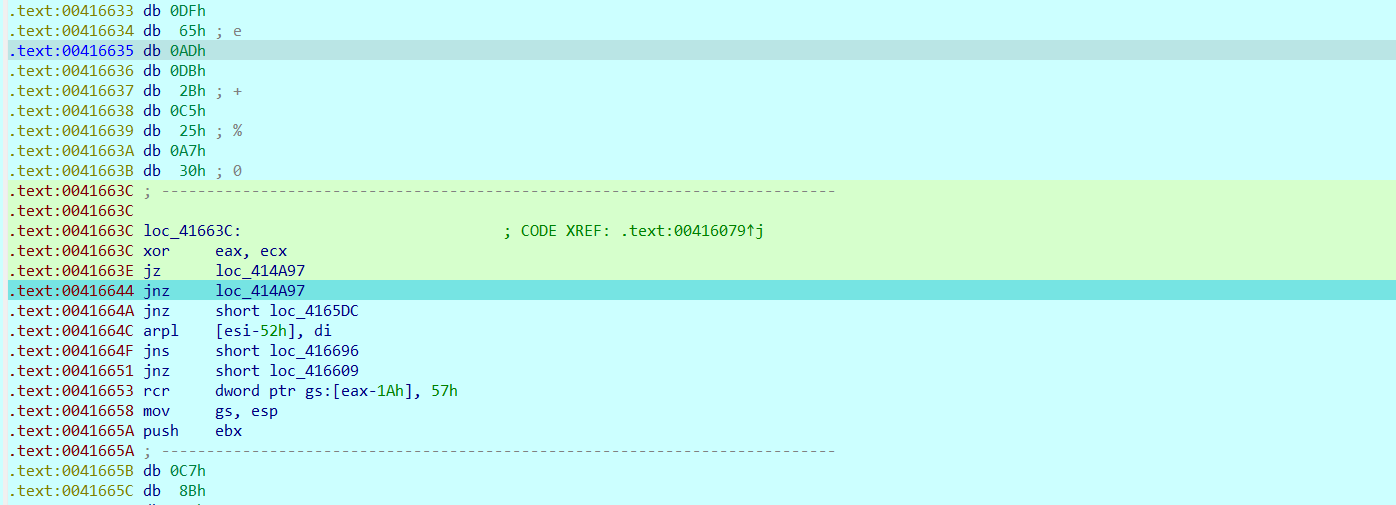 .text:00416633 db 0DFh
.text:00416634 db  65h ; e
.text:00416635 db 0ADh
.text:00416636 db 0DBh
.text:00416637 db  2Bh ; +
.text:00416638 db 0C5h
.text:00416639 db  25h ; %
.text:0041663A db 0A7h
.text:0041663B db  30h ; 0
.text:0041663C ; ---------------------------------------------------------------------------
.text:0041663C
.text:0041663C loc_41663C:                             ; CODE XREF: .text:00416079↑j
.text:0041663C xor     eax, ecx
.text:0041663E jz      loc_414A97
.text:00416644 jnz     loc_414A97
.text:0041664A jnz     short loc_4165DC
.text:0041664C arpl    [esi-52h], di
.text:0041664F jns     short loc_416696
.text:00416651 jnz     short loc_416609
.text:00416653 rcr     dword ptr gs:[eax-1Ah], 57h
.text:00416658 mov     gs, esp
.text:0041665A push    ebx
.text:0041665A ; ---------------------------------------------------------------------------
.text:0041665B db 0C7h
.text:0041665C db  8Bh